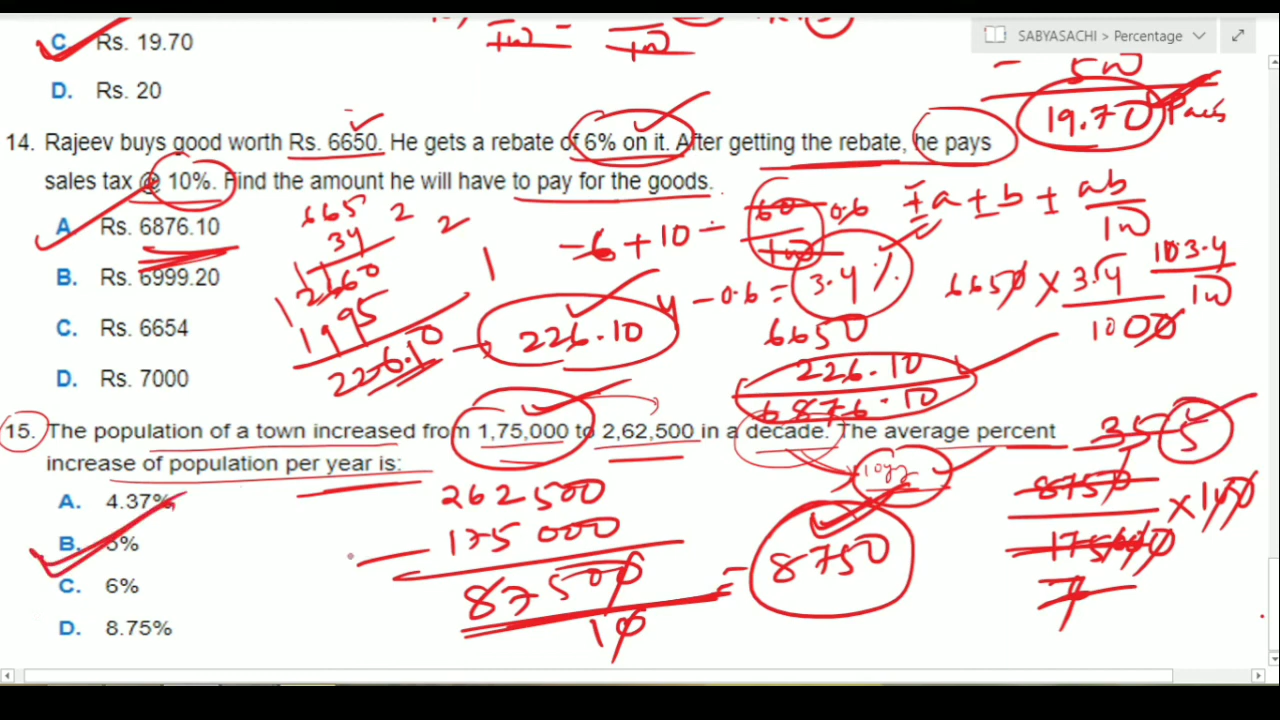 SABYASACHI > Percentage
C. Rs. 19.70
D. Rs. 20
19.70 Paes
14. Rajeev buys good worth Rs. 6650. He gets a rebate of 6% on it. After getting the rebate, he pays
sales tax @ 10%. Find the amount he will have to pay for the goods.
A Rs. 6876.10
B. Rs. 6999.20
C. Rs. 6654
D. Rs. 7000
665
34
2660
1995
226.10
226.10
-6 + 10 -
60
0.6
- 0.6 = 3.4 %
a ± b ± ab
6650 × 3.4
103.4
6650
226.10
6876.10
15. The population of a town increased from 1,75,000 to 2,62,500 in a decade. The average percent
increase of population per year is:
A. 4.37%
B. 5%
C. 6%
D. 8.75%
262500
175000
87500
10
= 8750
35 5
8750
175000
× 100
7